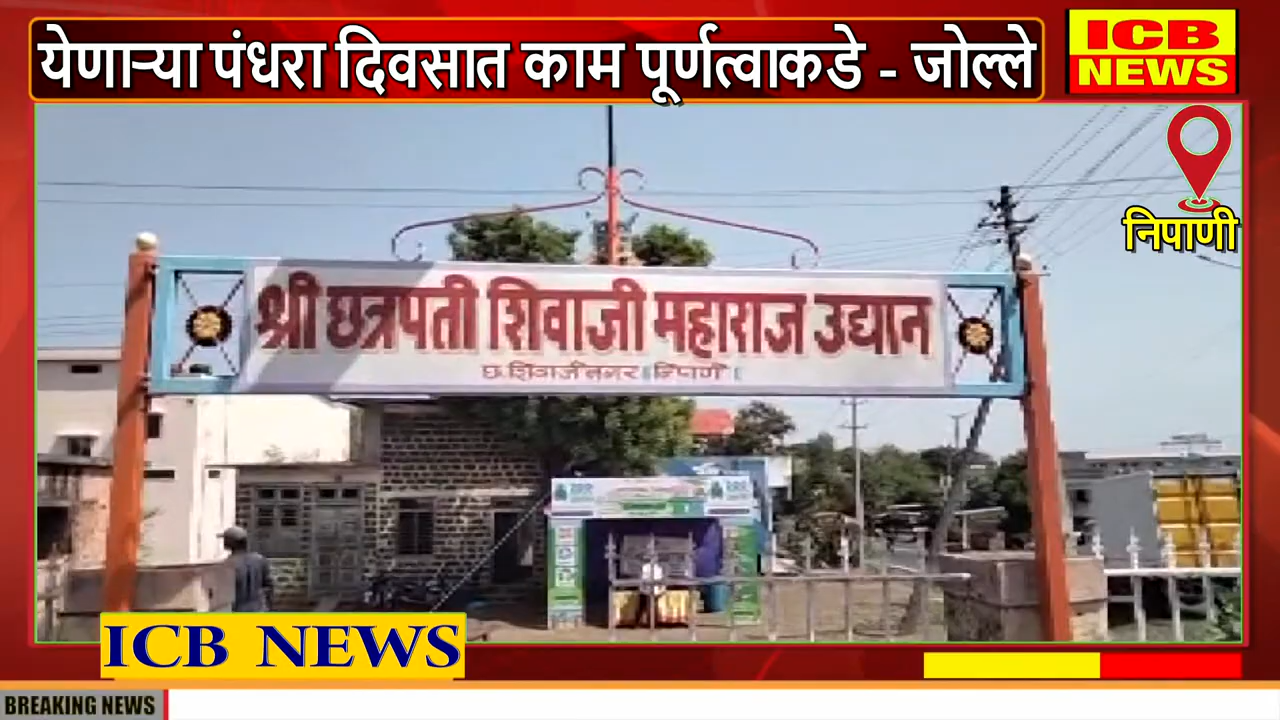 येणाऱ्या पंधरा दिवसात काम पूर्णत्वाकडे - जोल्ले
ICB
NEWS
निपाणी
श्री छत्रपती शिवाजी महाराज उद्यान
छ. शिवाजीनगर निपाणी
ICB NEWS
BREAKING NEWS